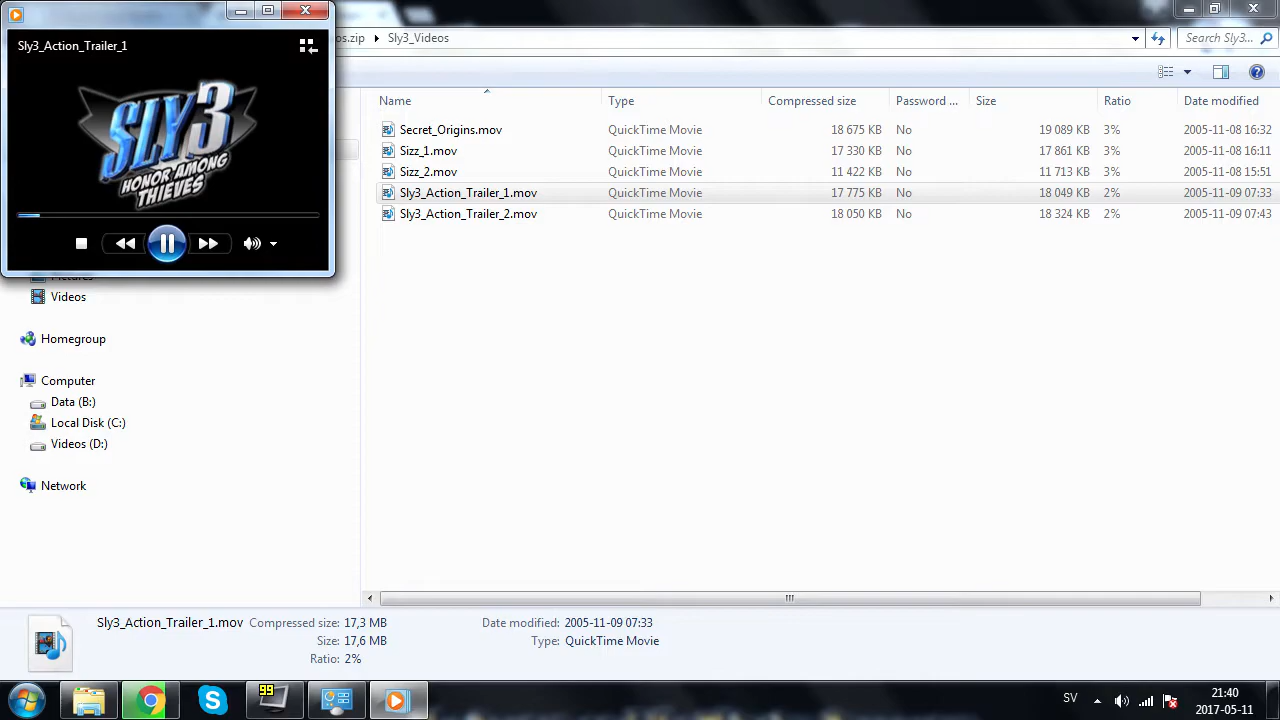 Sly3_Action_Trailer_1
SLY 3
HONOR AMONG
THIEVES
os.zip Sly3_Videos Search Sly3...
Name Type Compressed size Password ... Size Ratio Date modified
Secret_Origins.mov QuickTime Movie 18 675 KB No 19 089 KB 3% 2005-11-08 16:32
Sizz_1.mov QuickTime Movie 17 330 KB No 17 861 KB 3% 2005-11-08 16:11
Sizz_2.mov QuickTime Movie 11 422 KB No 11 713 KB 3% 2005-11-08 15:51
Sly3_Action_Trailer_1.mov QuickTime Movie 17 775 KB No 18 049 KB 2% 2005-11-09 07:33
Sly3_Action_Trailer_2.mov QuickTime Movie 18 050 KB No 18 324 KB 2% 2005-11-09 07:43
Pictures
Videos
Homegroup
Computer
Data (B:)
Local Disk (C:)
Videos (D:)
Network
Sly3_Action_Trailer_1.mov Compressed size: 17,3 MB Date modified: 2005-11-09 07:33
Size: 17,6 MB Type: QuickTime Movie
Ratio: 2%
99
SV
21:40
2017-05-11